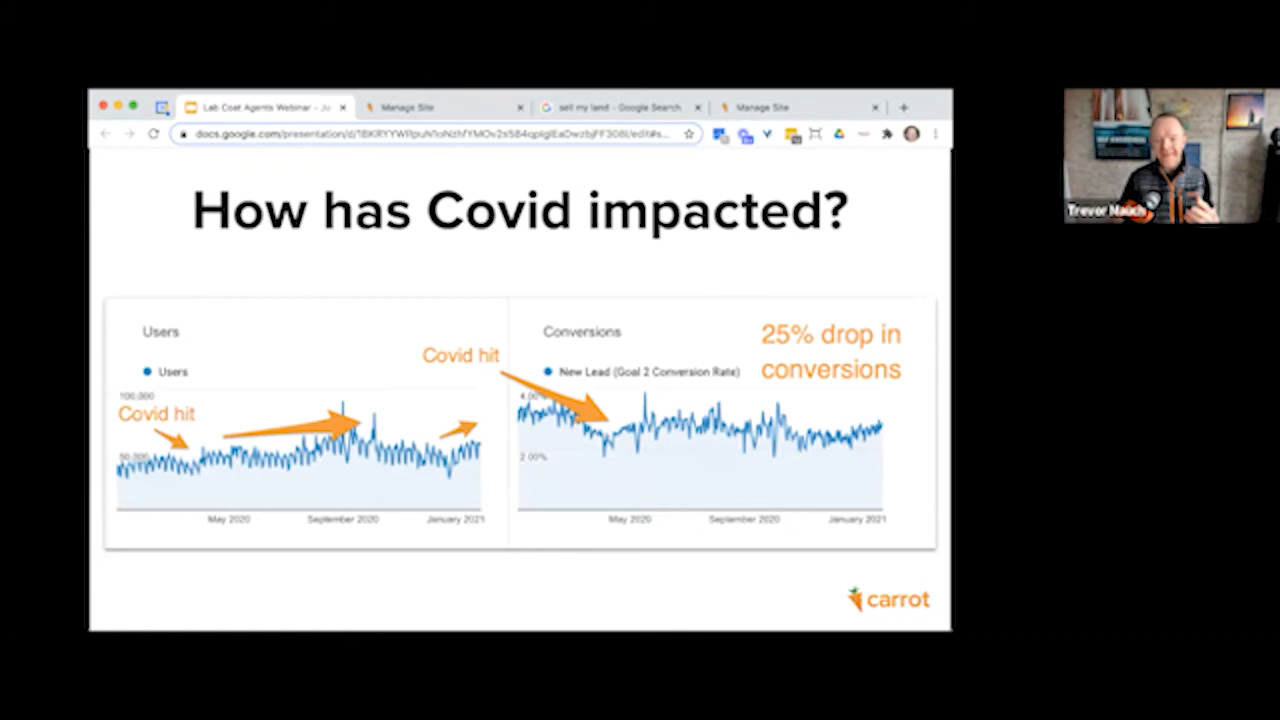 Lab Coat Agents Webinar - Jo
Manage Site
sell my land - Google Search
Manage Site
How has Covid impacted?
Users
Users
100,000
Covid hit
50,000
May 2020
September 2020
January 2021
Conversions
25% drop in
conversions
Covid hit
New Lead (Goal 2 Conversion Rate)
4.00%
2.00%
May 2020
September 2020
January 2021
carrot
Trevor Mauch